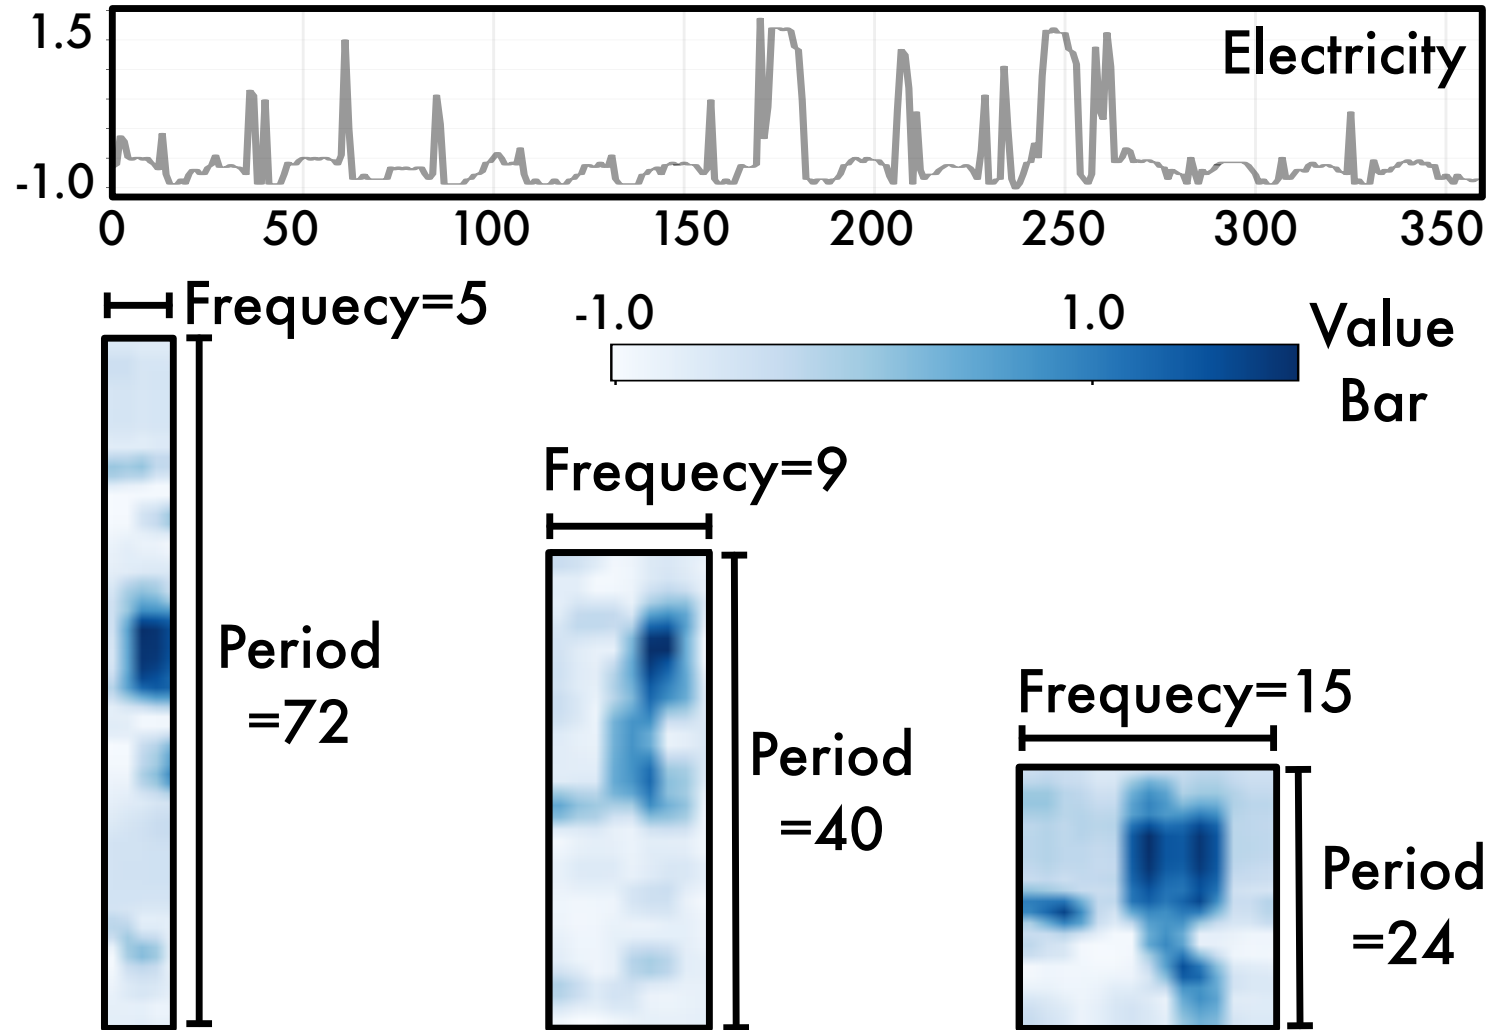 1.5
Electricity
-1.0
0 50 100 150 200 250 300 350
Frequecy=5
-1.0 1.0
Value
Bar
Frequecy=9
Period
=72
Frequecy=15
Period
=40
Period
=24